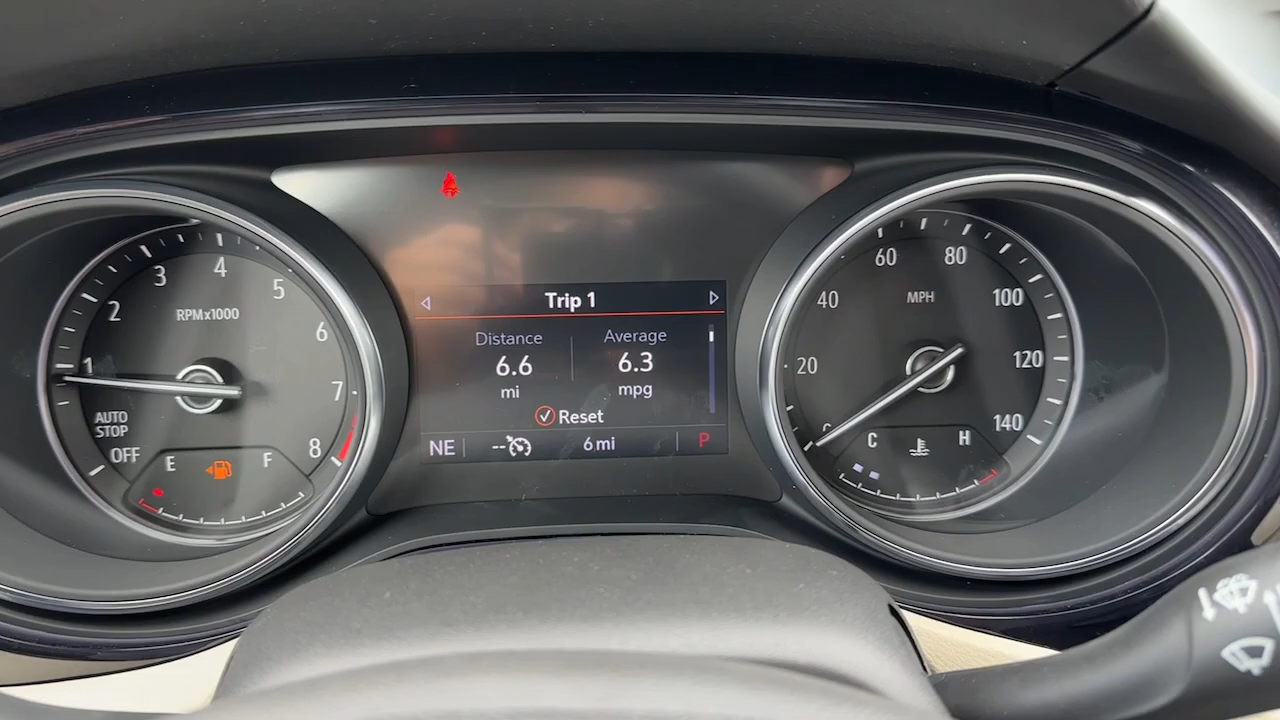 1
2
3
4
5
6
7
8
RPMx1000
AUTO
STOP
OFF
E
F
Trip 1
Distance
6.6
mi
Average
6.3
mpg
Reset
NE
--
6 mi
P
20
40
60
80
100
120
140
MPH
C
H